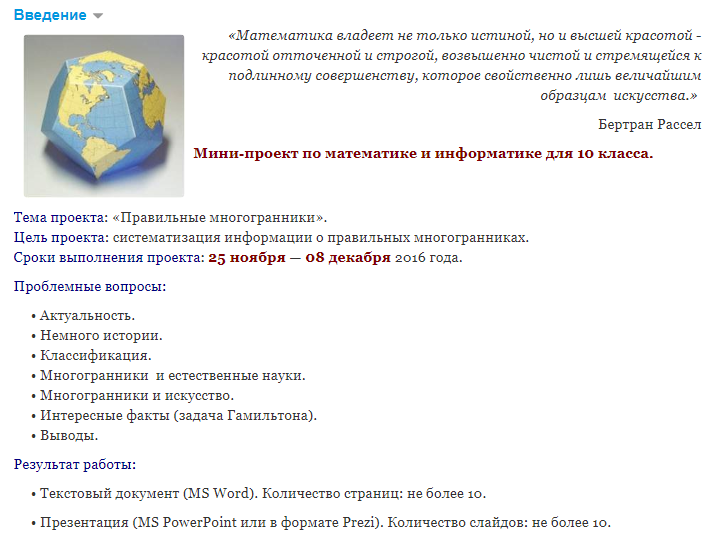 Введение
«Математика владеет не только истиной, но и высшей красотой -
красотой отточенной и строгой, возвышенно чистой и стремящейся к
подлинному совершенству, которое свойственно лишь величайшим
образцам искусства.»
Бертран Рассел
Мини-проект по математике и информатике для 10 класса.
Тема проекта: «Правильные многогранники».
Цель проекта: систематизация информации о правильных многогранниках.
Сроки выполнения проекта: 25 ноября — 08 декабря 2016 года.
Проблемные вопросы:
• Актуальность.
• Немного истории.
• Классификация.
• Многогранники и естественные науки.
• Многогранники и искусство.
• Интересные факты (задача Гамильтона).
• Выводы.
Результат работы:
• Текстовый документ (MS Word). Количество страниц: не более 10.
• Презентация (MS PowerPoint или в формате Prezi). Количество слайдов: не более 10.